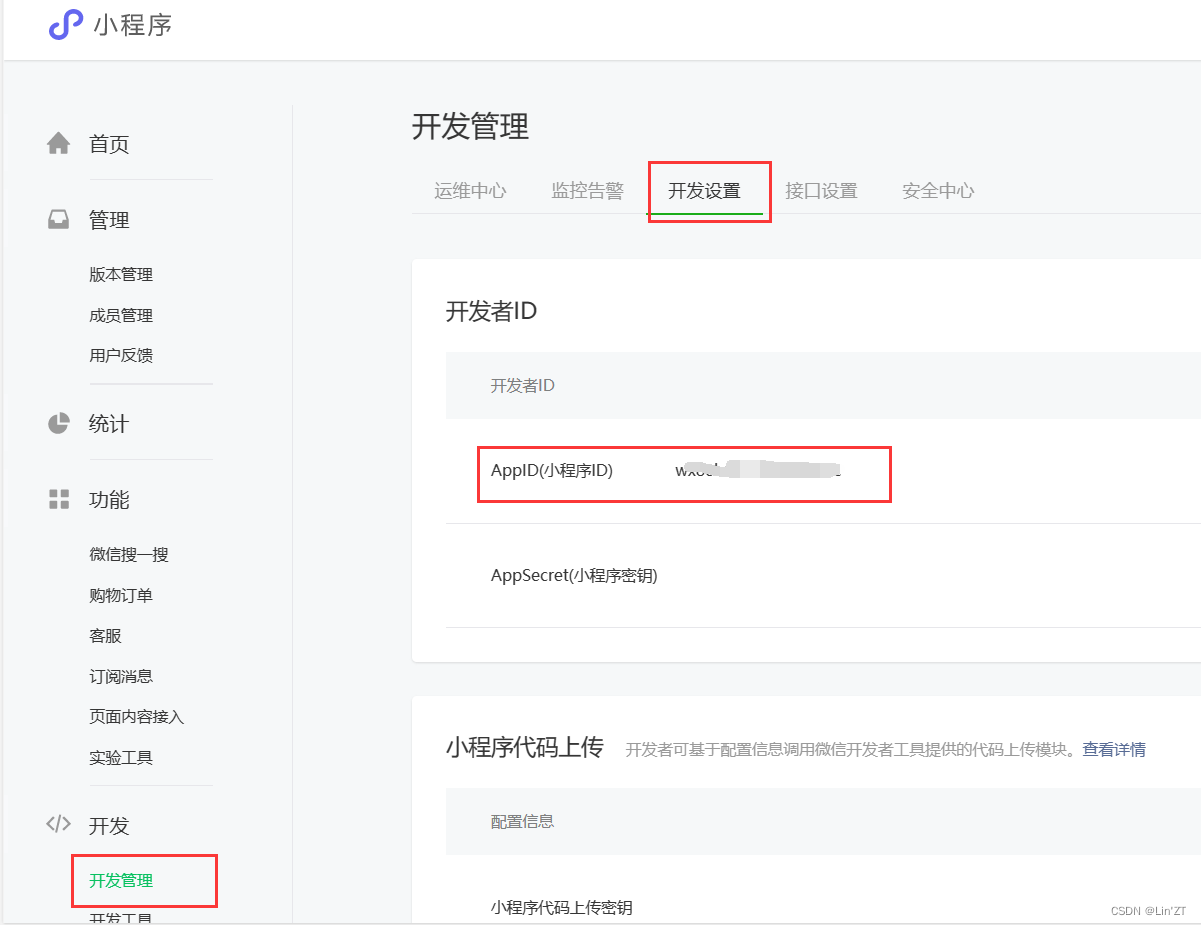 小程序
首页
管理
版本管理
成员管理
用户反馈
统计
功能
微信搜一搜
购物订单
客服
订阅消息
页面内容接入
实验工具
开发
开发管理
开发工具
开发管理
运维中心 监控告警 开发设置 接口设置 安全中心
开发者ID
开发者ID
AppID(小程序ID)
AppSecret(小程序密钥)
小程序代码上传 开发者可基于配置信息调用微信开发者工具提供的代码上传模块。查看详情
配置信息
小程序代码上传密钥
CSDN @Lin'ZT